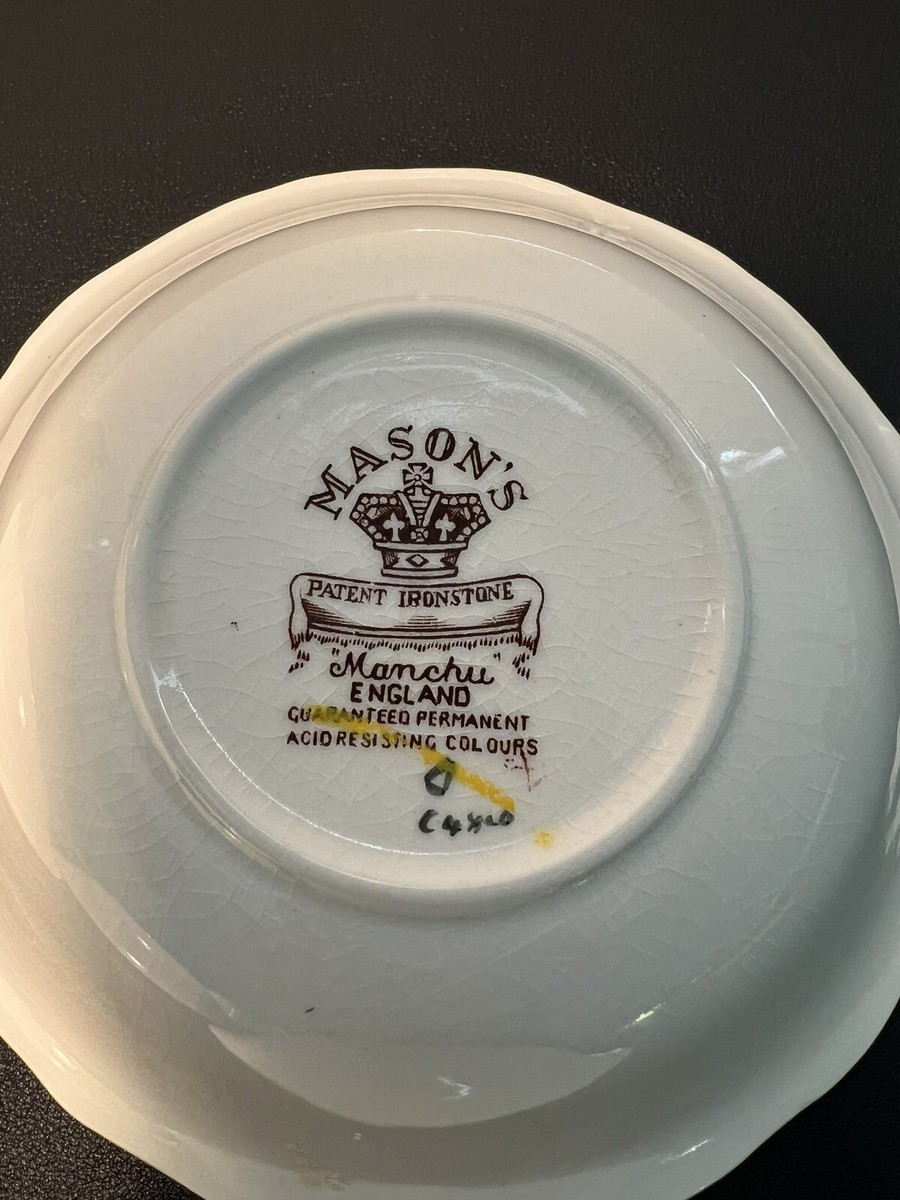 MASON'S
PATENT IRONSTONE
"Manchu"
ENGLAND
GUARANTEED PERMANENT
ACID RESISTING COLOURS